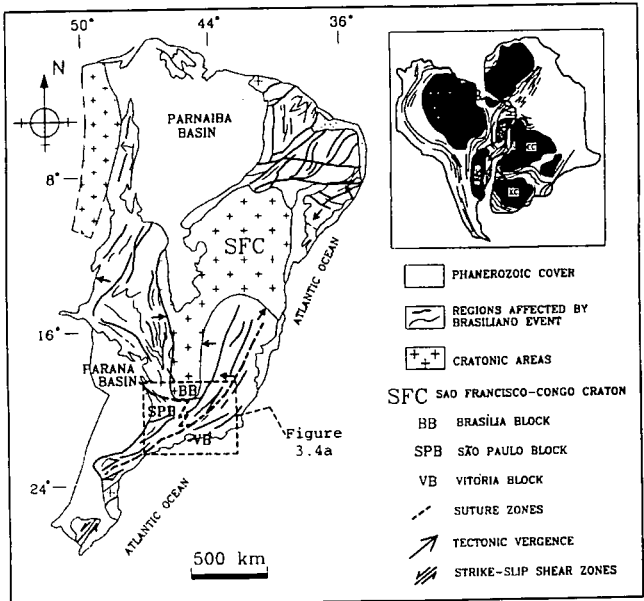 50°
44°
36°
N
PARNAIBA
BASIN
8°
SFC
ATLANTIC OCEAN
16°
PARANA
BASIN
BB
SPB
VB
Figure
3.4a
24°
ATLANTIC OCEAN
500 km
KC
PHANEROZOIC COVER
REGIONS AFFECTED BY
BRASILIANO EVENT
CRATONIC AREAS
SFC SAO FRANCISCO-CONGO CRATON
BB BRASÍLIA BLOCK
SPB SÃO PAULO BLOCK
VB VITÓRIA BLOCK
SUTURE ZONES
TECTONIC VERGENCE
STRIKE-SLIP SHEAR ZONES